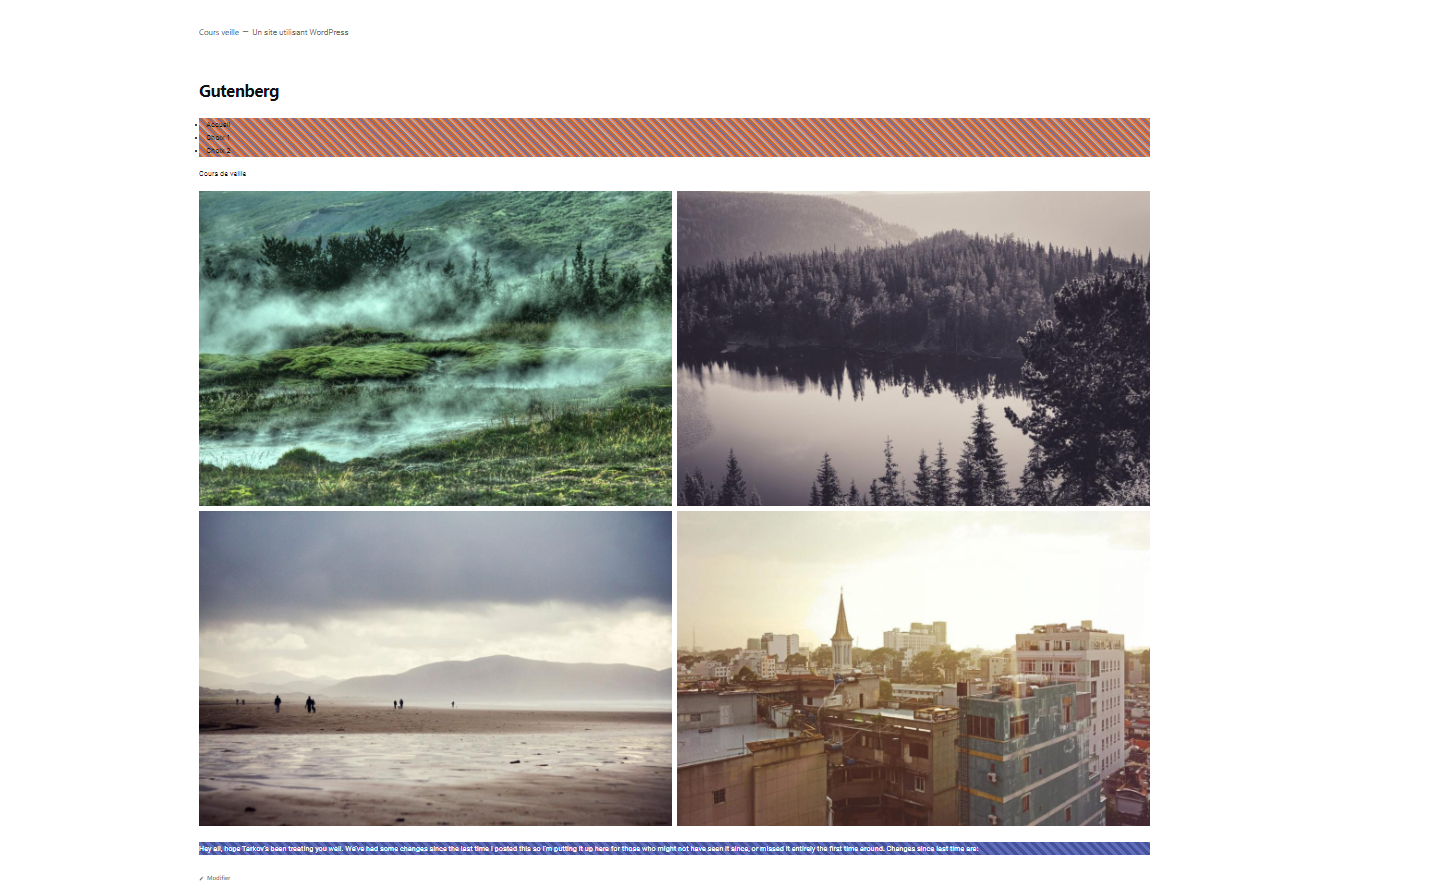 Cours veille — Un site utilisant WordPress
Gutenberg
Accueil
Choix 1
Choix 2
Cours de veille
Hey all, hope Tarkov's been treating you well. We've had some changes since the last time I posted this so I'm putting it up here for those who might not have seen it since, or missed it entirely the first time around. Changes since last time are:
Modifier